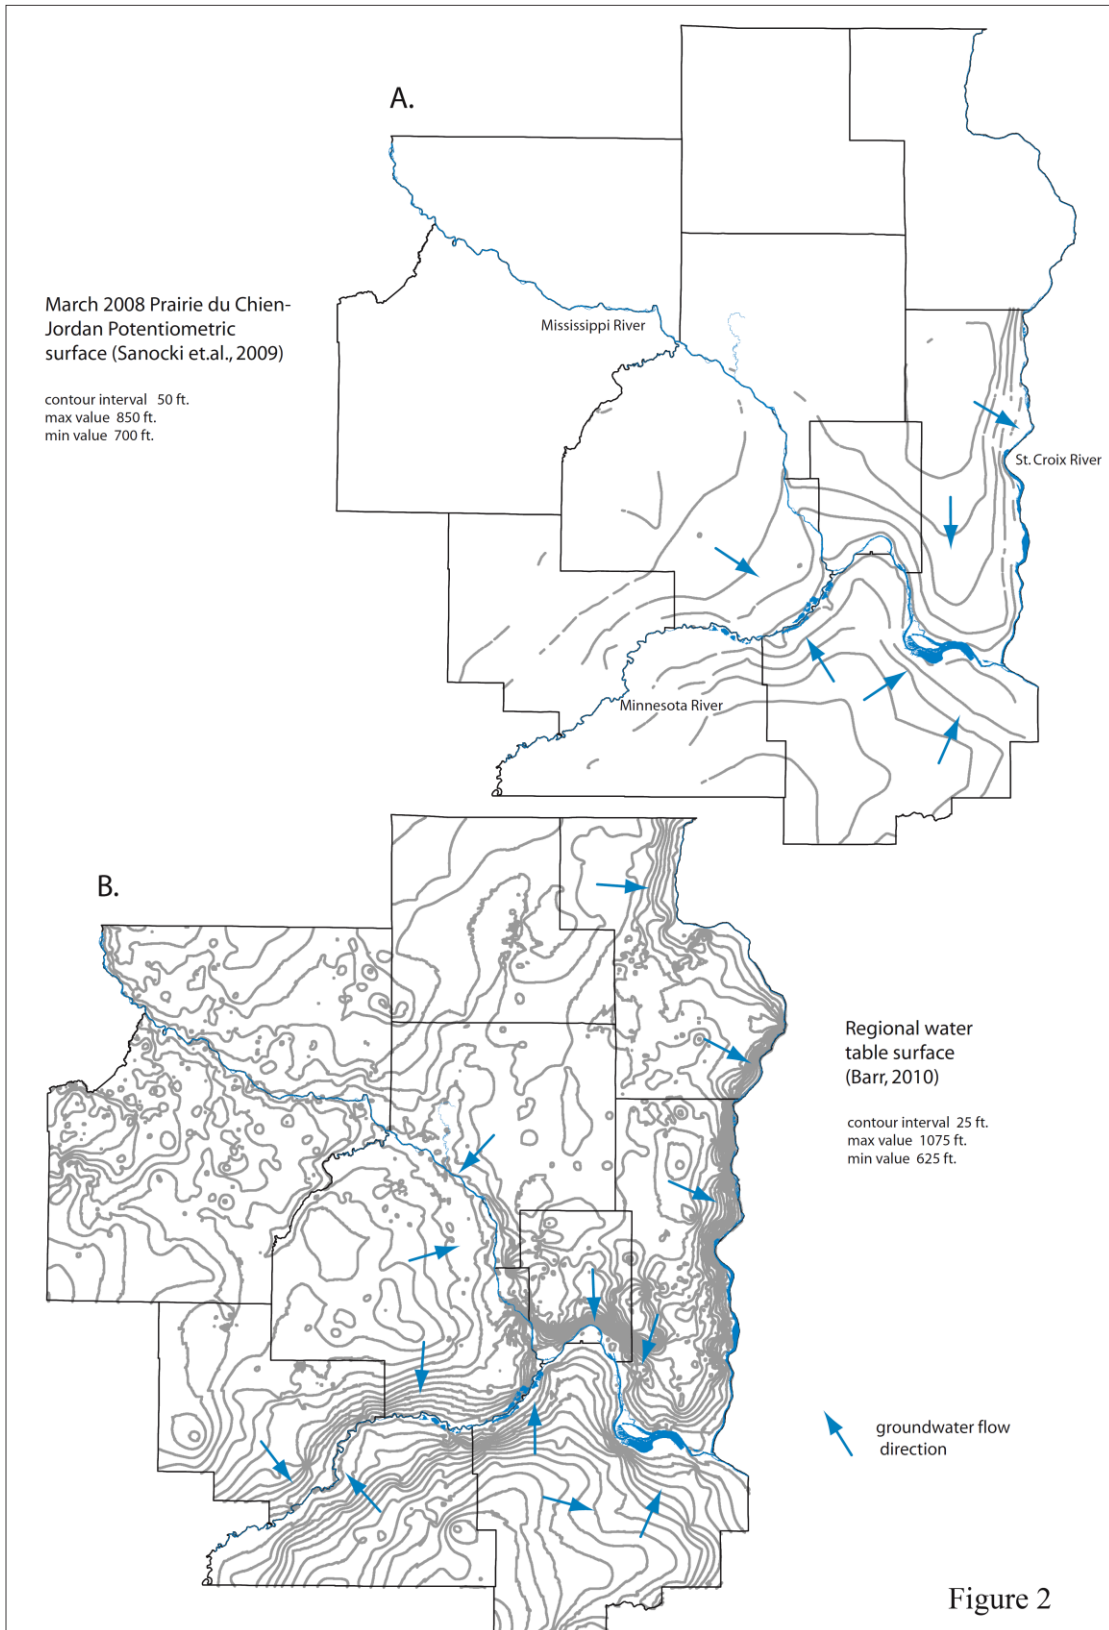 A.
March 2008 Prairie du Chien-
Jordan Potentiometric
surface (Sanocki et.al., 2009)
contour interval 50 ft.
max value 850 ft.
min value 700 ft.
Mississippi River
St. Croix River
Minnesota River
B.
Regional water
table surface
(Barr, 2010)
contour interval 25 ft.
max value 1075 ft.
min value 625 ft.
groundwater flow
direction
Figure 2